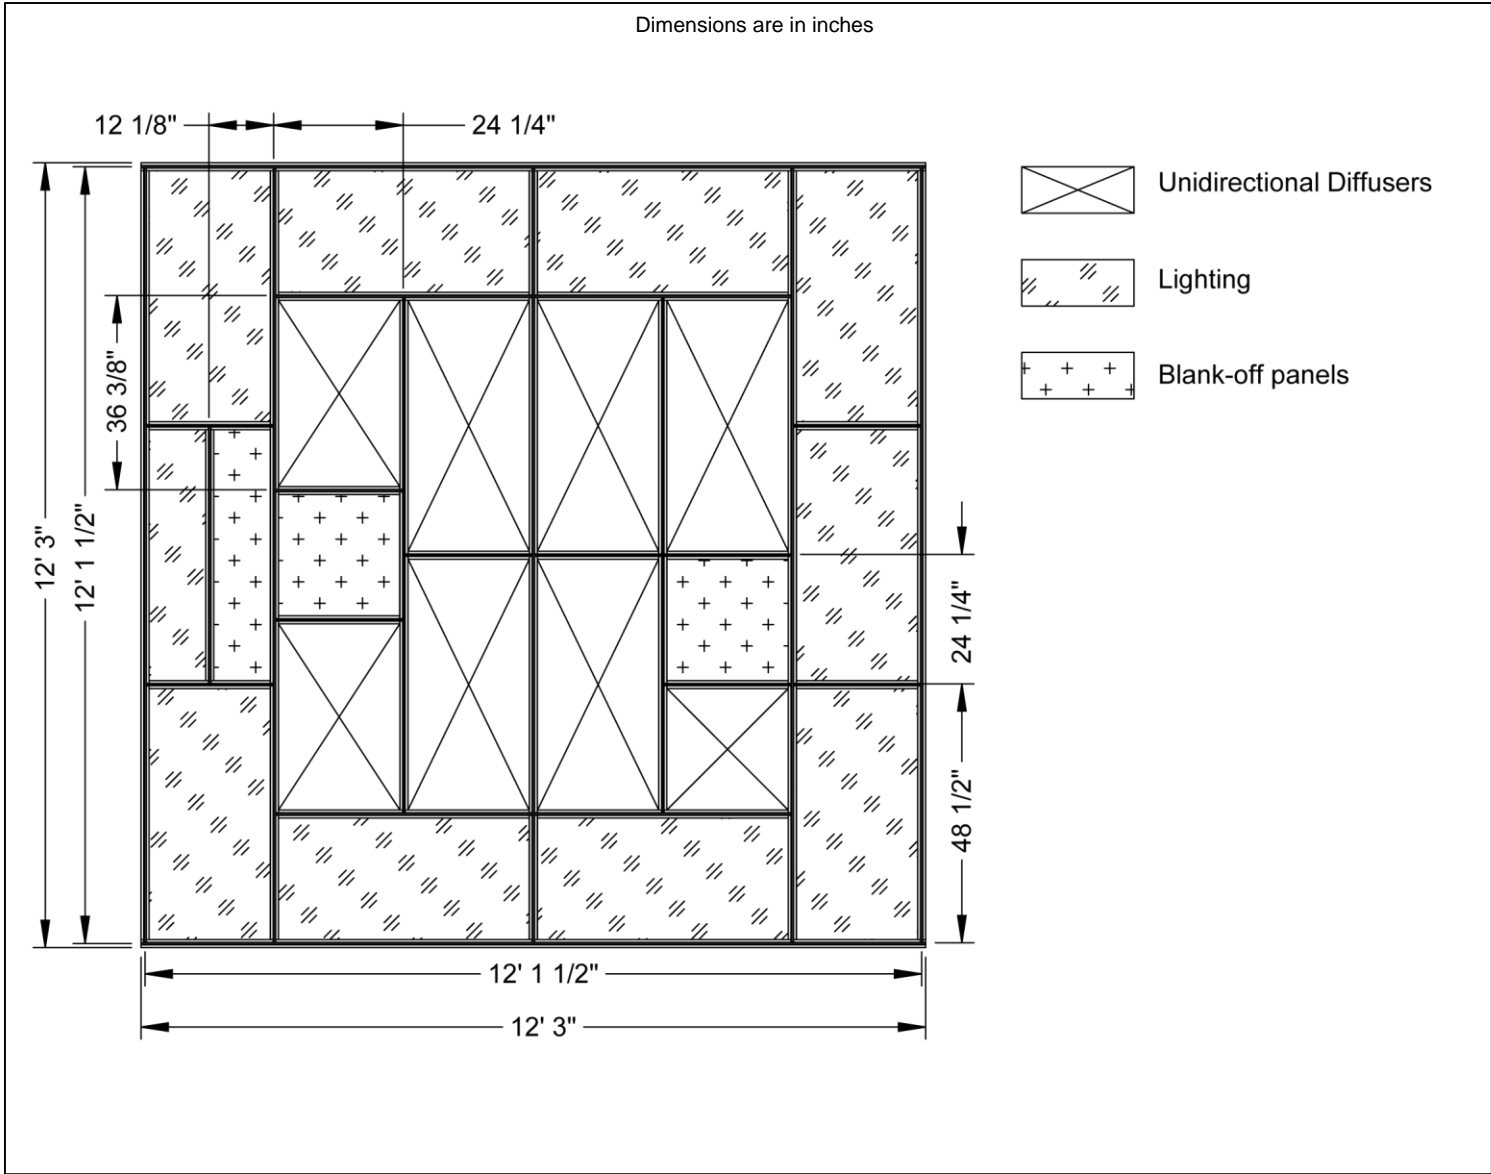 Dimensions are in inches
12 1/8"
24 1/4"
Unidirectional Diffusers
Lighting
Blank-off panels
36 3/8"
12' 3"
12' 1 1/2"
24 1/4"
48 1/2"
12' 1 1/2"
12' 3"